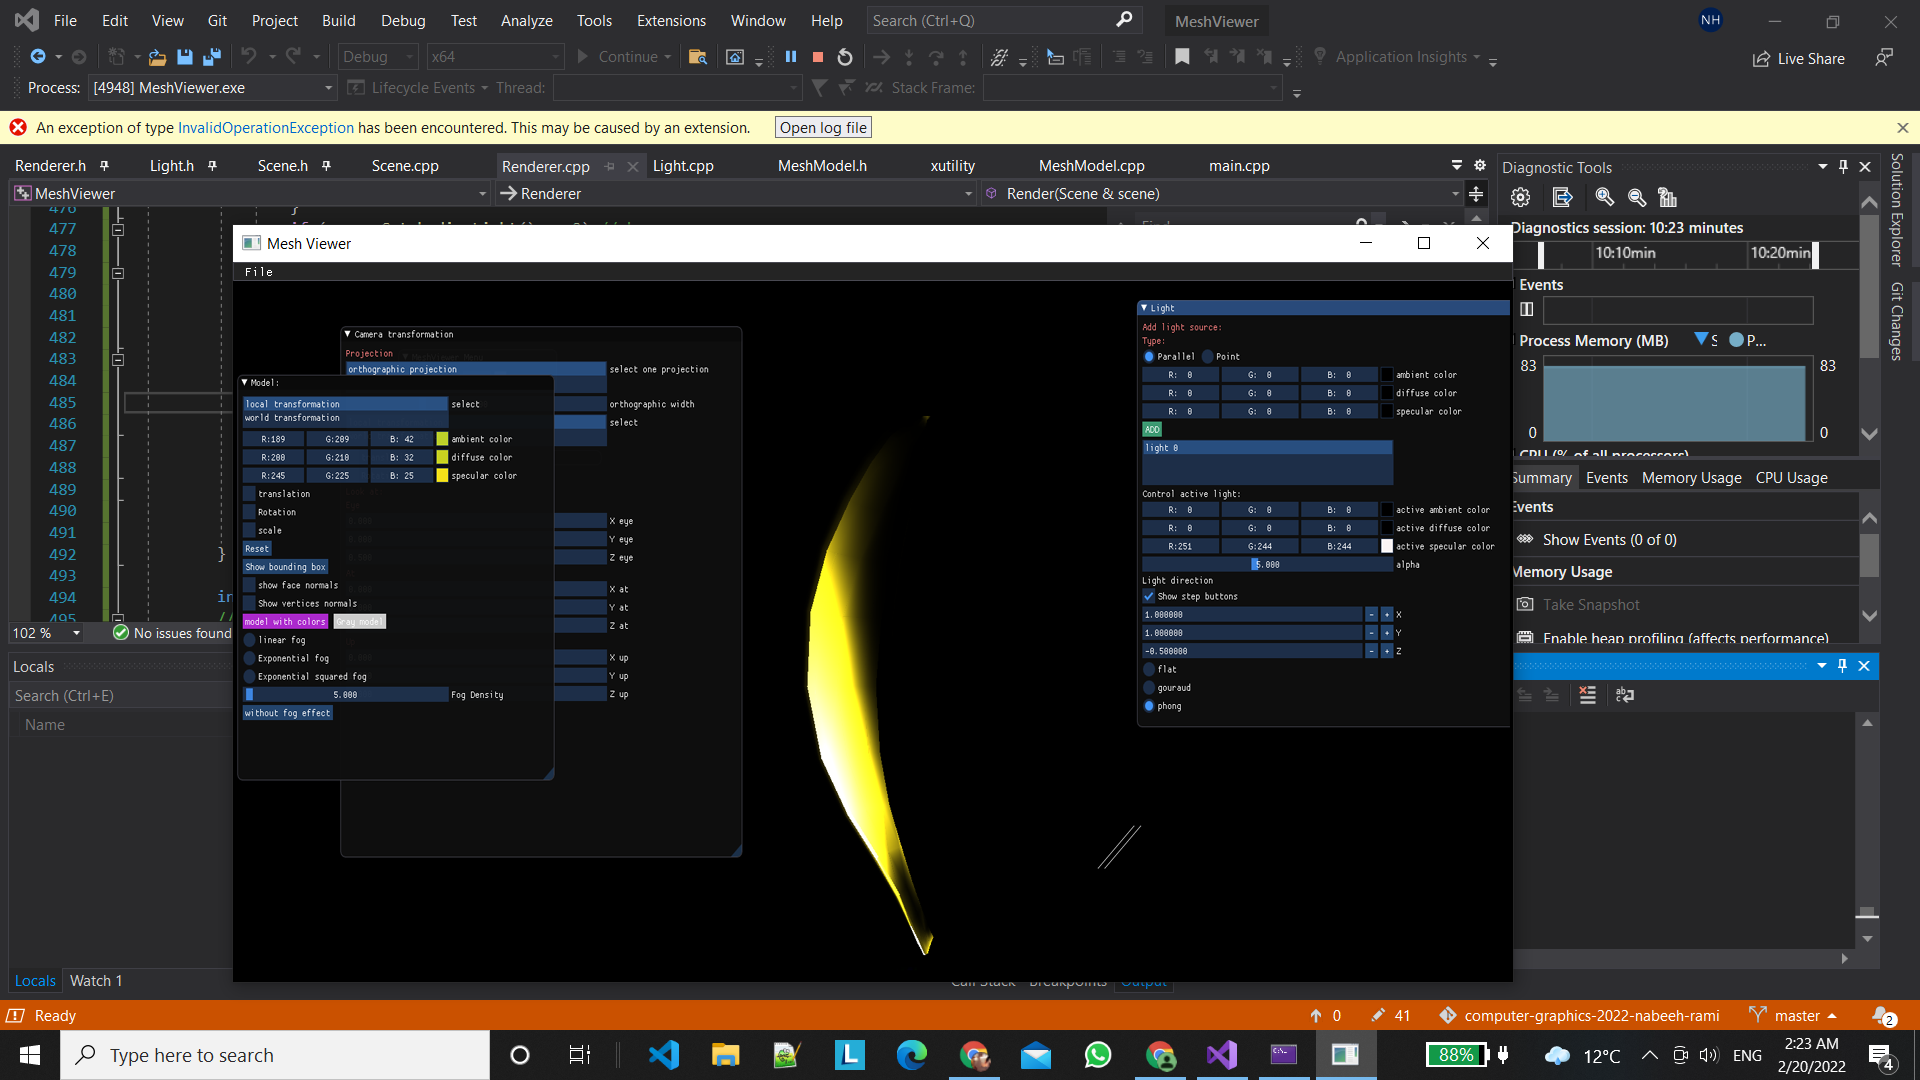 File Edit View Git Project Build Debug Test Analyze Tools Extensions Window Help Search (Ctrl+Q) MeshViewer NH
Debug x64 Continue Application Insights Live Share
Process: [4948] MeshViewer.exe Lifecycle Events Thread: Stack Frame:
An exception of type InvalidOperationException has been encountered. This may be caused by an extension. Open log file
Renderer.h Light.h Scene.h Scene.cpp Renderer.cpp Light.cpp MeshModel.h xutility MeshModel.cpp main.cpp
MeshViewer Renderer Render(Scene & scene)
476
477
478
479
480
481
482
483
484
485
486
487
488
489
490
491
492 }
493
494 in
495 //
102 % No issues found
Locals
Search (Ctrl+E)
Name
Locals Watch 1
Mesh Viewer
File
Camera transformation
Projection
orthographic projection select one projection
orthographic width
select
X eye
Y eye
Z eye
X at
Y at
Z at
X up
Y up
Z up
Model:
local transformation select
world transformation
R:189 G:209 B: 42 ambient color
R:200 G:210 B: 32 diffuse color
R:245 G:225 B: 25 specular color
translation
Rotation
scale
Reset
Show bounding box
show face normals
Show vertices normals
model with colors Gray model
linear fog
Exponential fog
Exponential squared fog
5.000 Fog Density
without fog effect
Light
Add light source:
Type:
Parallel Point
R: 0 G: 0 B: 0 ambient color
R: 0 G: 0 B: 0 diffuse color
R: 0 G: 0 B: 0 specular color
ADD
light 0
Control active light:
R: 0 G: 0 B: 0 active ambient color
R: 0 G: 0 B: 0 active diffuse color
R:251 G:244 B:244 active specular color
5.000 alpha
Light direction
Show step buttons
1.000000 - + X
1.000000 - + Y
-0.500000 - + Z
flat
gouraud
phong
Diagnostic Tools
Diagnostics session: 10:23 minutes
10:10min 10:20min
Events
Process Memory (MB) S P...
83 83
0 0
CPU (% of all processors)
Summary Events Memory Usage CPU Usage
Events
Show Events (0 of 0)
Memory Usage
Take Snapshot
Enable heap profiling (affects performance)
Solution Explorer
Git Changes
Call Stack Breakpoints Output
Ready 0 41 computer-graphics-2022-nabeeh-rami master 2
Type here to search 88% 12°C ENG 2:23 AM
2/20/2022 4